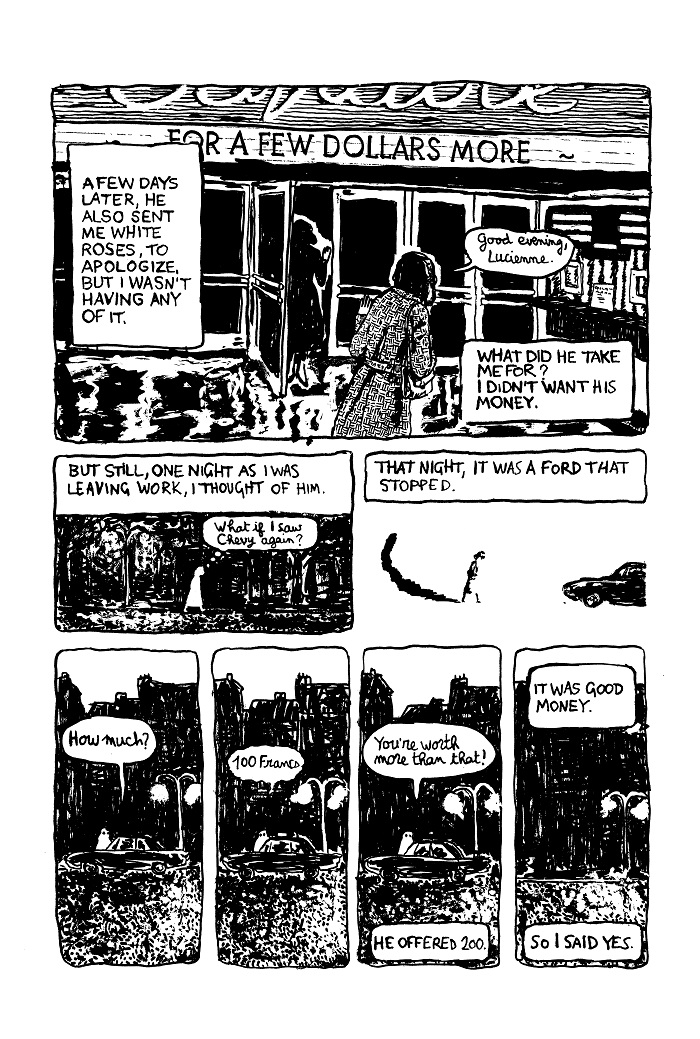 FOR A FEW DOLLARS MORE
A FEW DAYS
LATER, HE
ALSO SENT
ME WHITE
ROSES, TO
APOLOGIZE,
BUT I WASN'T
HAVING ANY
OF IT.
Good evening,
Lucienne.
WHAT DID HE TAKE
ME FOR?
I DIDN'T WANT HIS
MONEY.
BUT STILL, ONE NIGHT AS I WAS
LEAVING WORK, I THOUGHT OF HIM.
What if I saw
Chevy again?
THAT NIGHT, IT WAS A FORD THAT
STOPPED.
How much?
100 Francs
You're worth
more than that!
HE OFFERED 200.
IT WAS GOOD
MONEY.
SO I SAID YES.